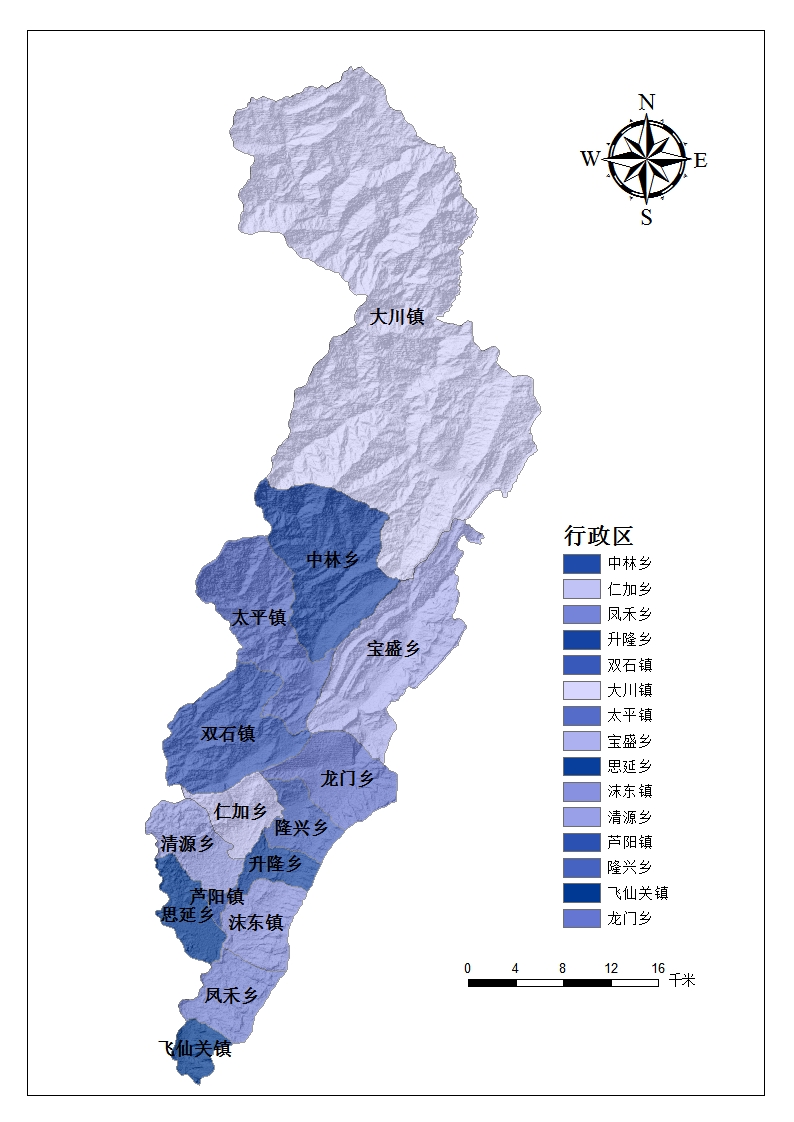 N
W
E
S
大川镇
中林乡
太平镇
宝盛乡
双石镇
龙门乡
仁加乡
隆兴乡
清源乡
升隆乡
芦阳镇
思延乡
沫东镇
凤禾乡
飞仙关镇
行政区
中林乡
仁加乡
凤禾乡
升隆乡
双石镇
大川镇
太平镇
宝盛乡
思延乡
沫东镇
清源乡
芦阳镇
隆兴乡
飞仙关镇
龙门乡
0 4 8 12 16
千米